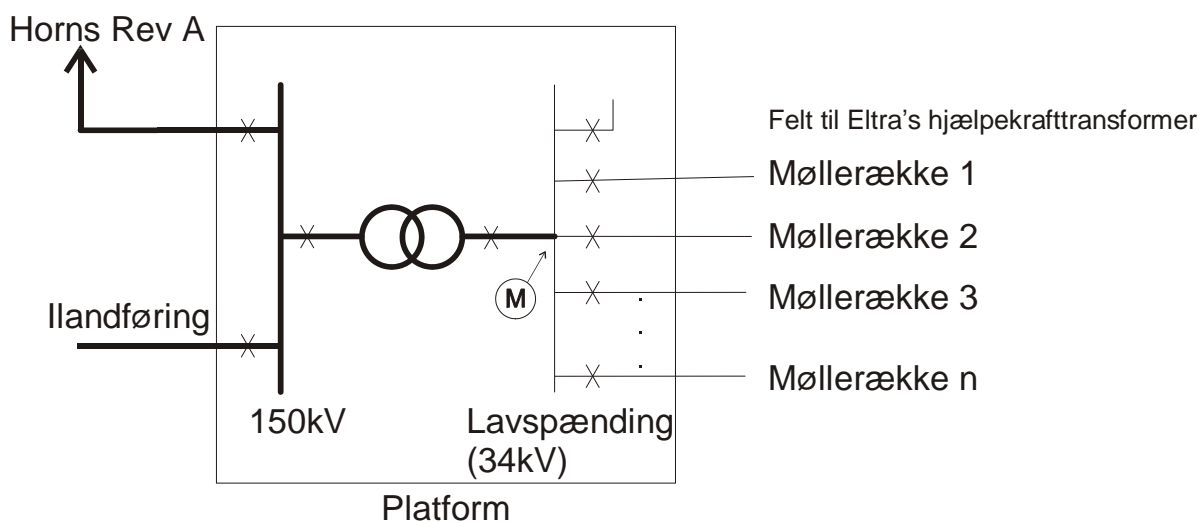 Horns Rev A
Felt til Eltra's hjælpekrafttransformer
Møllerække 1
Møllerække 2
M
Møllerække 3
Ilandføring
Møllerække n
150kV
Lavspænding
(34kV)
Platform